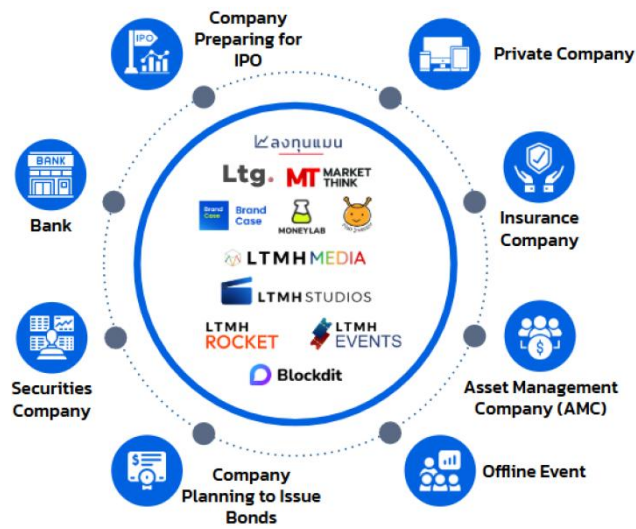 Company
Preparing for
IPO
IPO
Private Company
BANK
Bank
Insurance
Company
ลงทุนแมน
Ltg.
MT MARKET
THINK
Brand
Case
Brand
Case
MONEY LAB
LTMH MEDIA
LTMH STUDIOS
LTMH
ROCKET
LTMH
EVENTS
Blockdit
Securities
Company
$
Asset Management
Company (AMC)
$
Company
Planning to Issue
Bonds
Offline Event